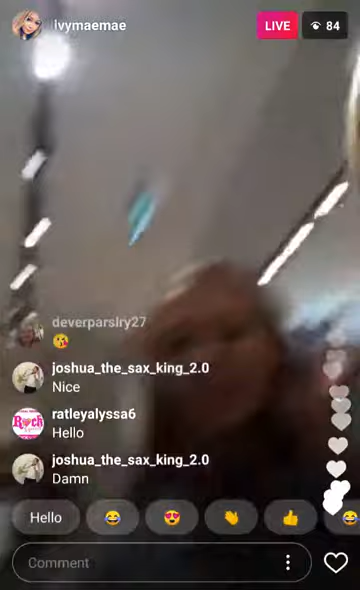 ivymaemae
LIVE
84
deverparslry27
joshua_the_sax_king_2.0
Nice
ratleyalyssa6
Hello
joshua_the_sax_king_2.0
Damn
Hello
Comment